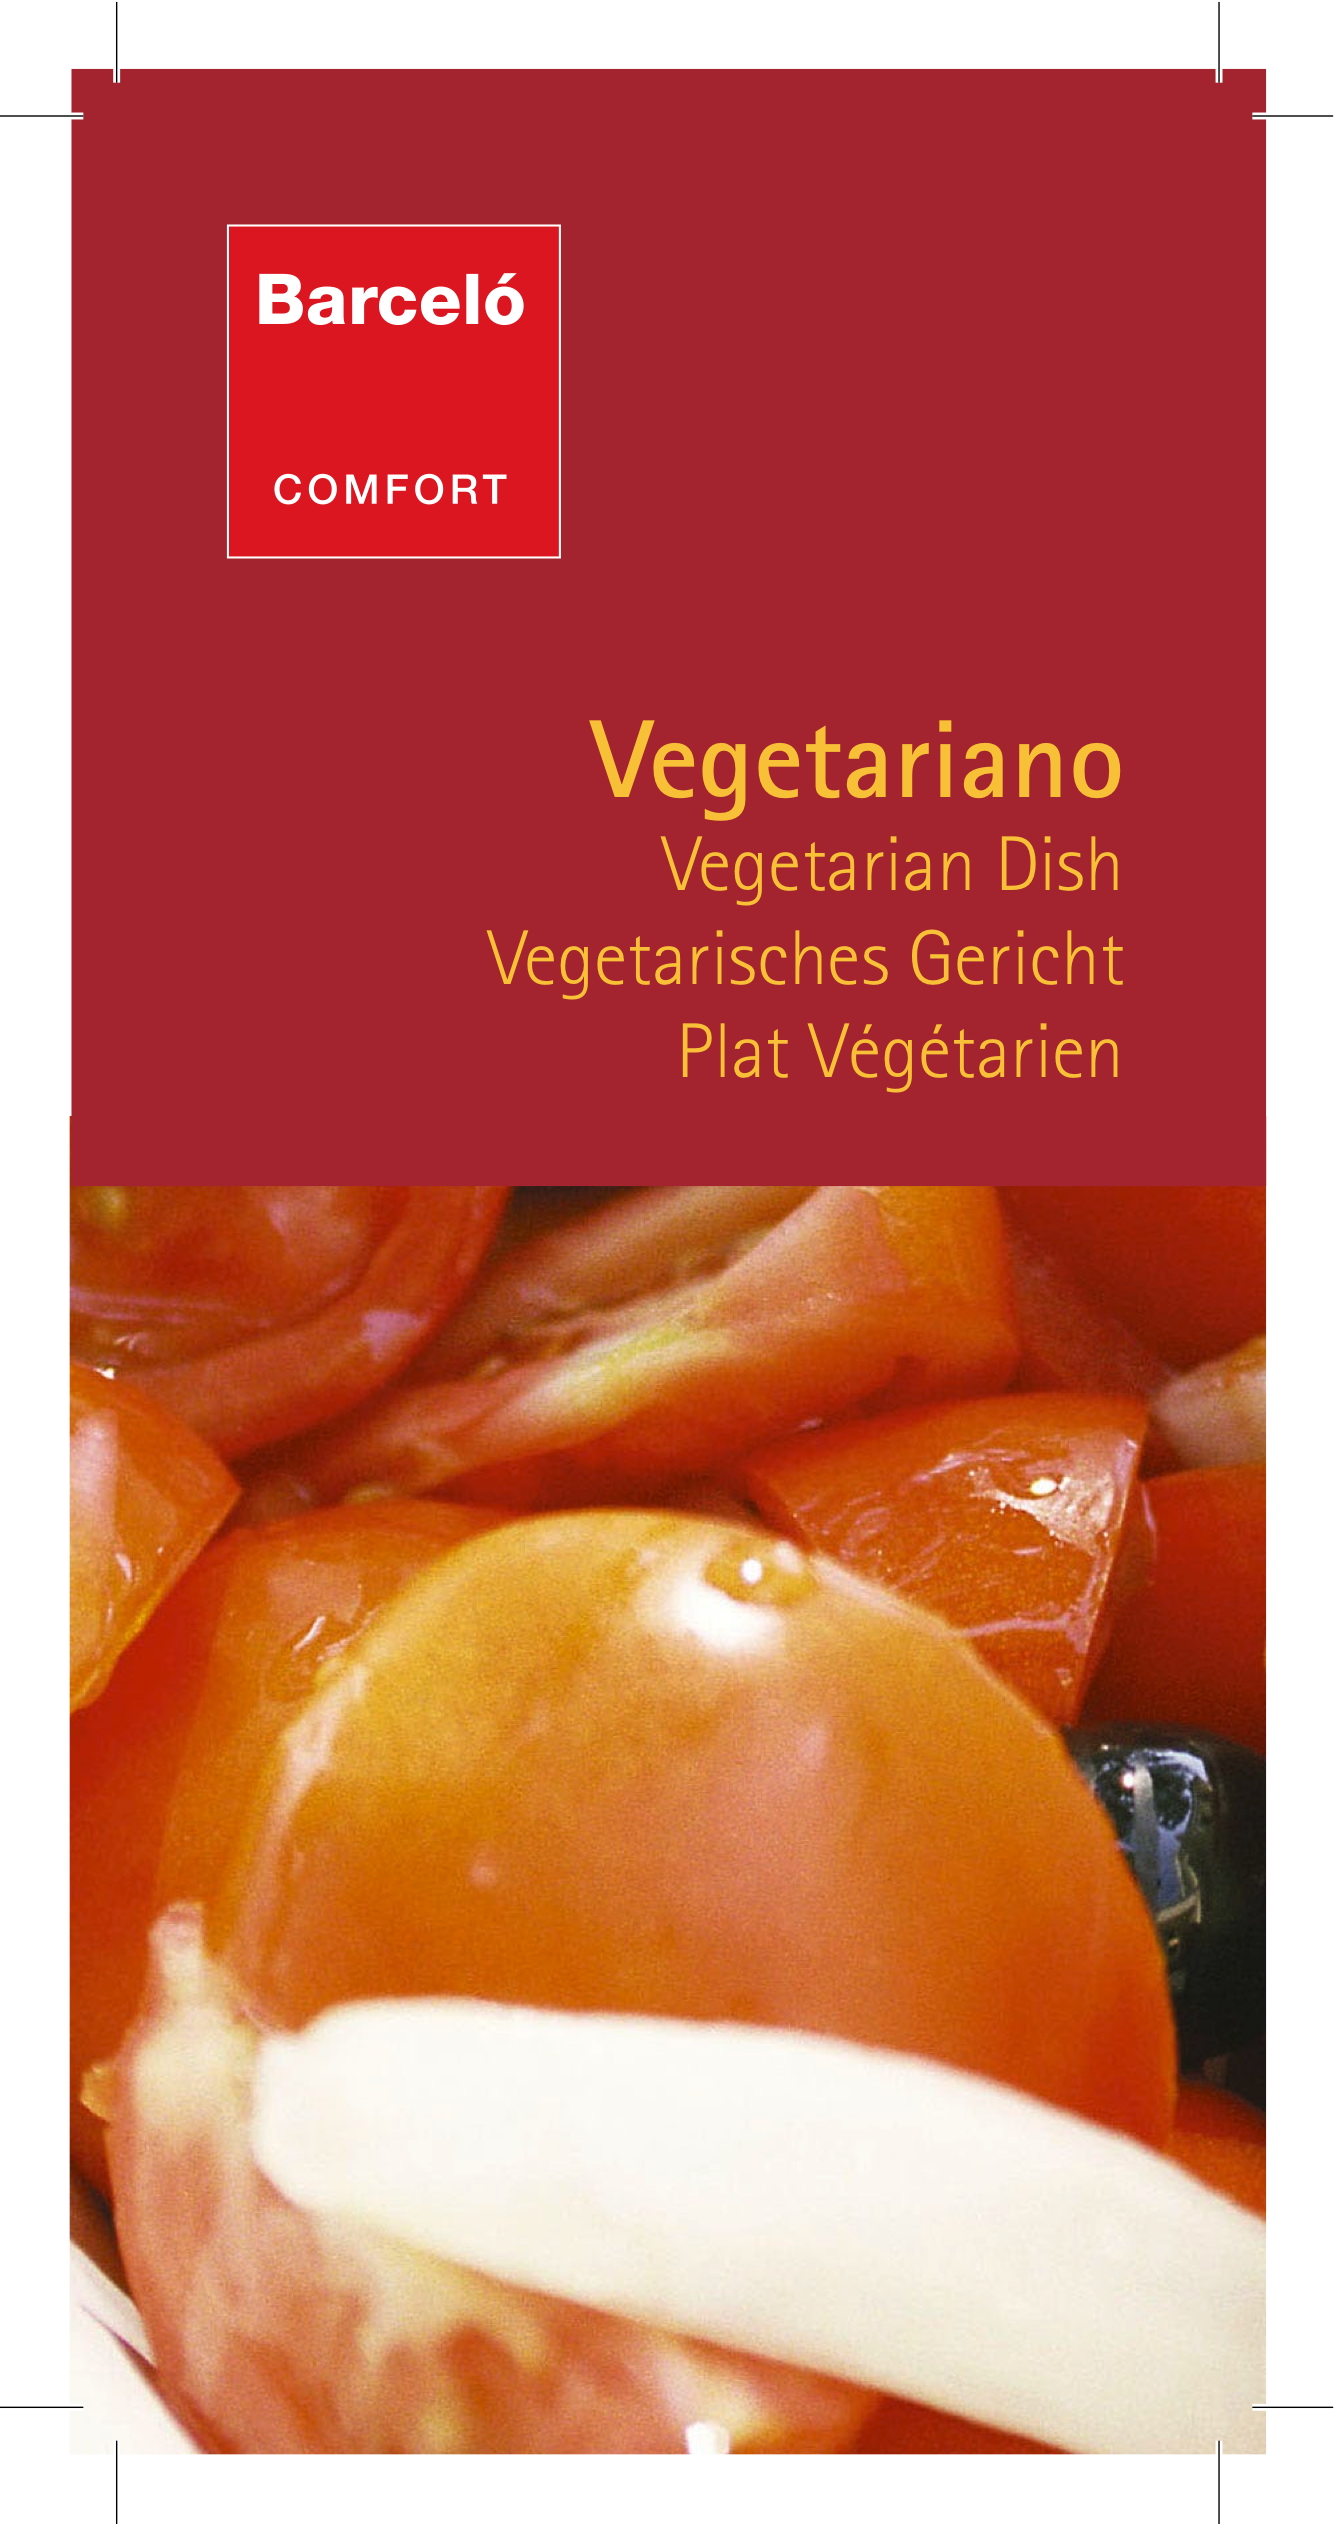 Barceló
COMFORT
Vegetariano
Vegetarian Dish
Vegetarisches Gericht
Plat Végétarien